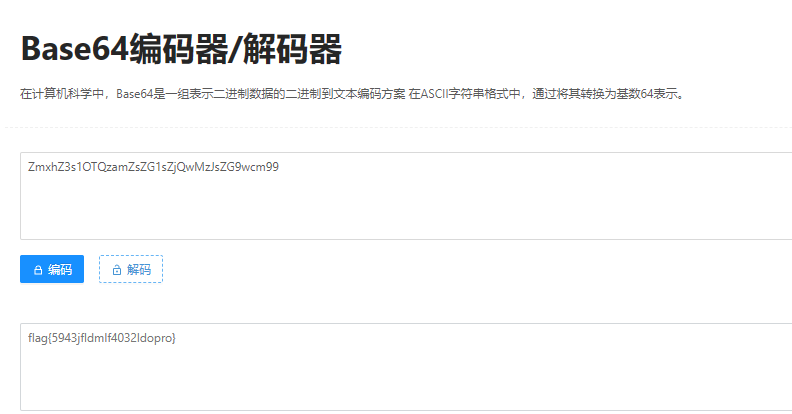 Base64编码器/解码器
在计算机科学中，Base64是一组表示二进制数据的二进制到文本编码方案 在ASCII字符串格式中，通过将其转换为基数64表示。
ZmxhZ3s1OTQzamZsZG1sZjQwMzJsZG9wcm99
编码 解码
flag{5943jfldmlf4032ldopro}